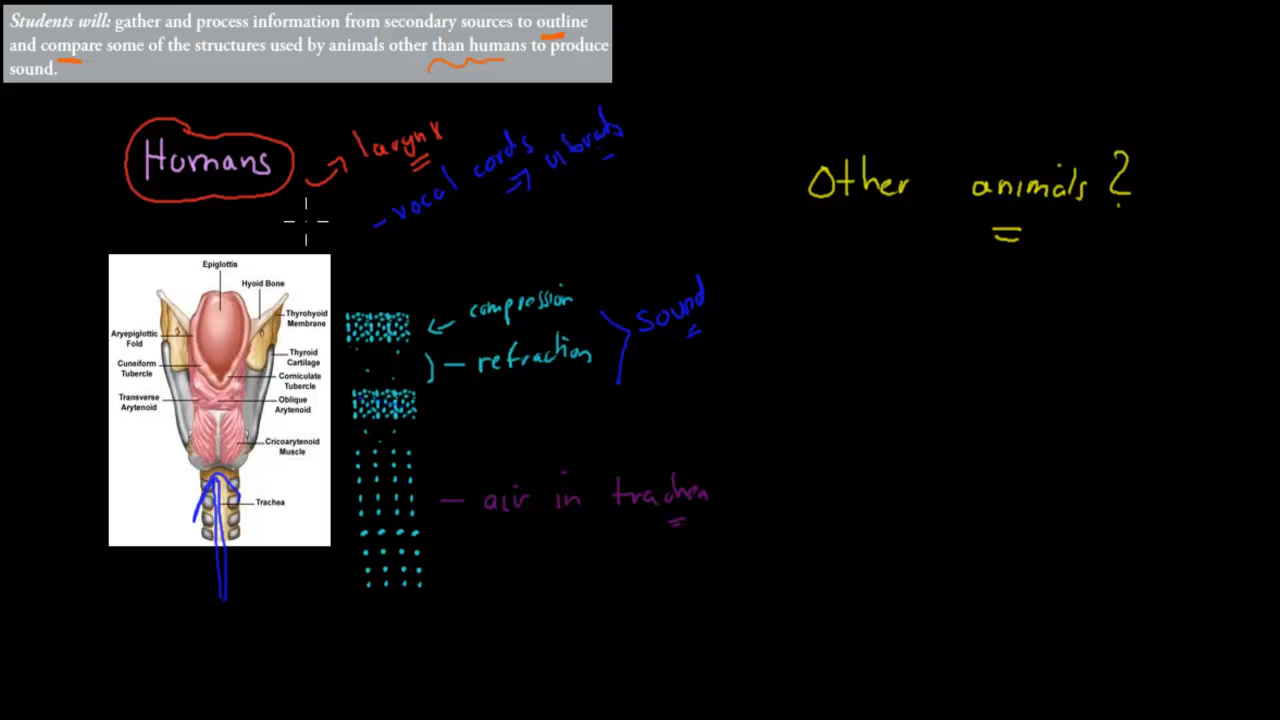 Students will: gather and process information from secondary sources to outline
and compare some of the structures used by animals other than humans to produce
sound.
Humans
larynx
- vocal cords => vibrats
Other animals?
Epiglottis
Hyoid Bone
Thyrohyoid
Membrane
Aryepiglottic
Fold
Thyroid
Cartilage
Cuneiform
Tubercle
Corniculate
Tubercle
Transverse
Arytenoid
Oblique
Arytenoid
Cricoarytenoid
Muscle
Trachea
compression
- refraction
sound
- air in trachea